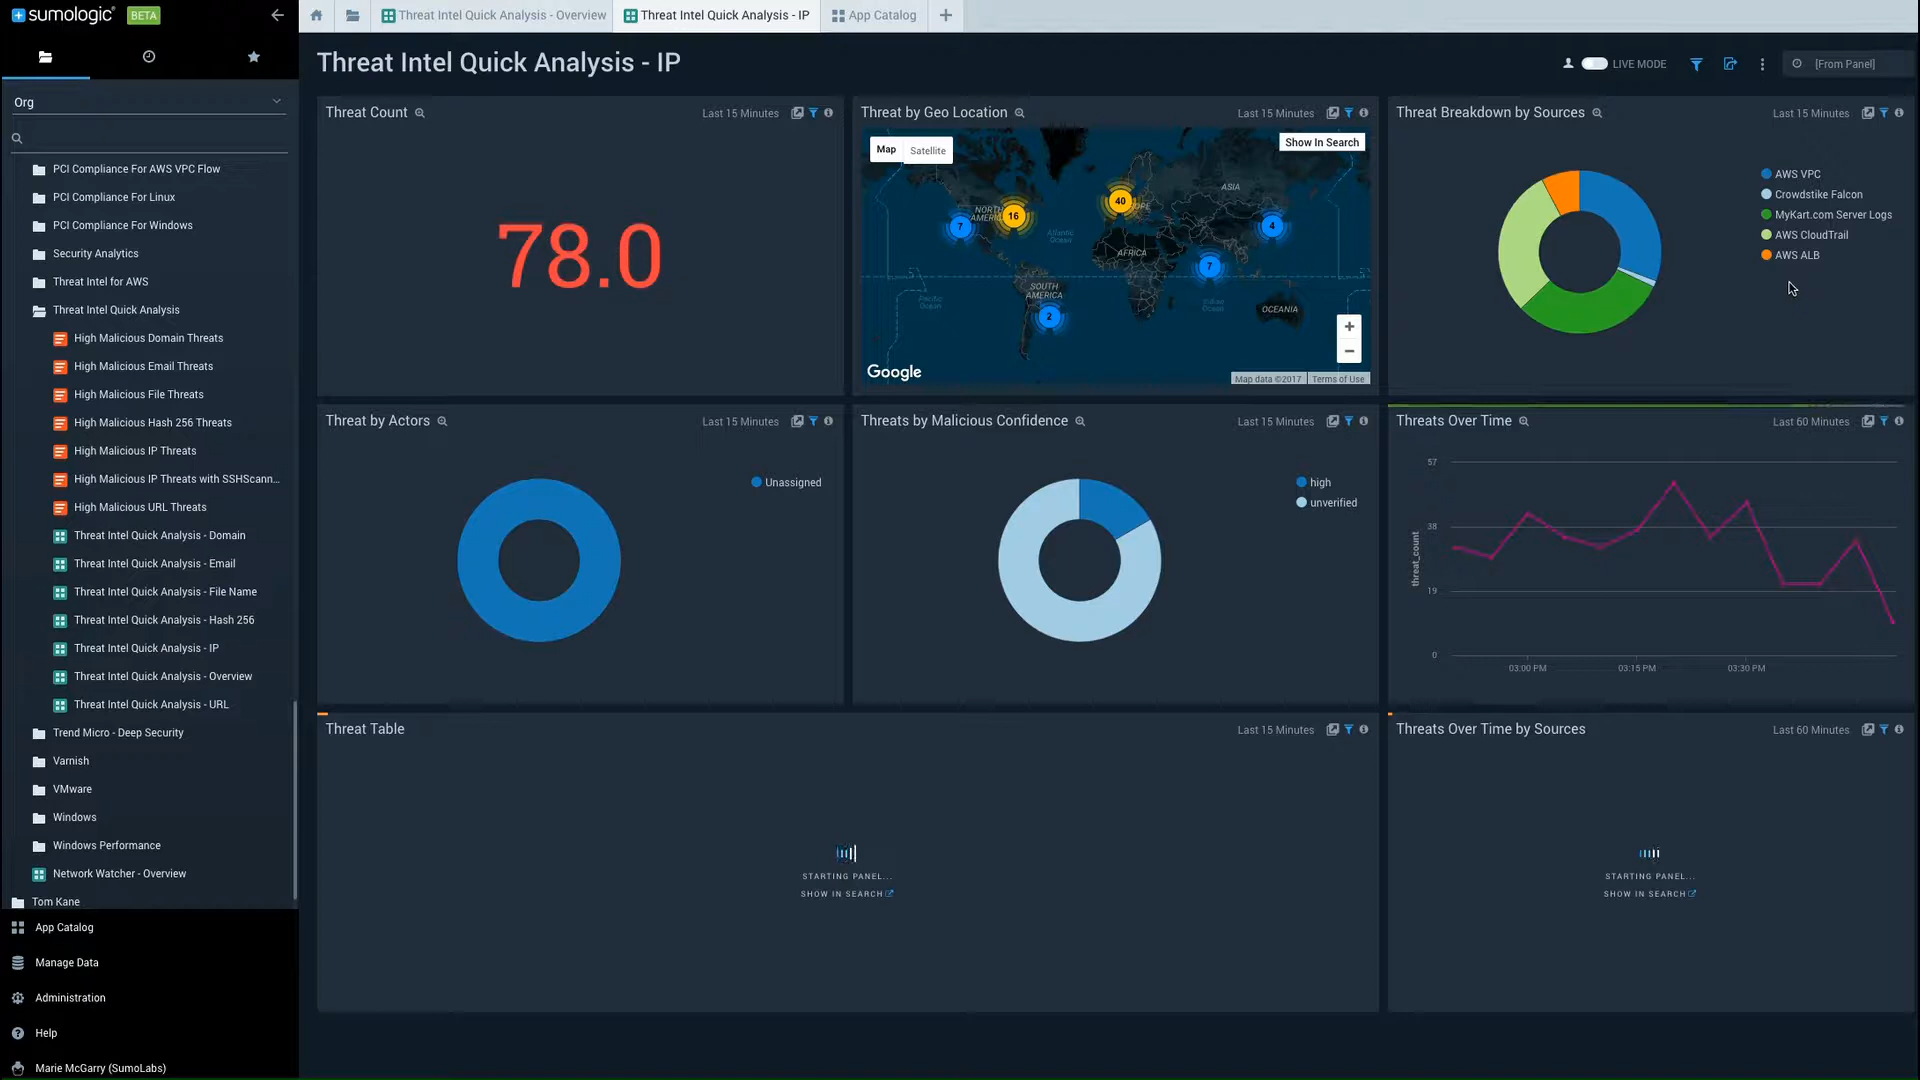 sumologic BETA
Threat Intel Quick Analysis - Overview
Threat Intel Quick Analysis - IP
App Catalog
Org
PCI Compliance For AWS VPC Flow
PCI Compliance For Linux
PCI Compliance For Windows
Security Analytics
Threat Intel for AWS
Threat Intel Quick Analysis
High Malicious Domain Threats
High Malicious Email Threats
High Malicious File Threats
High Malicious Hash 256 Threats
High Malicious IP Threats
High Malicious IP Threats with SSHScann...
High Malicious URL Threats
Threat Intel Quick Analysis - Domain
Threat Intel Quick Analysis - Email
Threat Intel Quick Analysis - File Name
Threat Intel Quick Analysis - Hash 256
Threat Intel Quick Analysis - IP
Threat Intel Quick Analysis - Overview
Threat Intel Quick Analysis - URL
Trend Micro - Deep Security
Varnish
VMware
Windows
Windows Performance
Network Watcher - Overview
Tom Kane
App Catalog
Manage Data
Administration
Help
Marie McGarry (SumoLabs)
Threat Intel Quick Analysis - IP
LIVE MODE
[From Panel]
Threat Count
Last 15 Minutes
78.0
Threat by Geo Location
Last 15 Minutes
Map
Satellite
Show In Search
ASIA
NORTH
AMERICA
Atlantic
Ocean
AFRICA
SOUTH
AMERICA
Pacific
Ocean
Indian
Ocean
OCEANIA
7
16
40
4
7
2
+
−
Google
Map data ©2017
Terms of Use
Threat Breakdown by Sources
Last 15 Minutes
AWS VPC
Crowdstike Falcon
MyKart.com Server Logs
AWS CloudTrail
AWS ALB
Threat by Actors
Last 15 Minutes
Unassigned
Threats by Malicious Confidence
Last 15 Minutes
high
unverified
Threats Over Time
Last 60 Minutes
57
38
19
0
threat_count
03:00 PM
03:15 PM
03:30 PM
Threat Table
Last 15 Minutes
STARTING PANEL...
SHOW IN SEARCH
Threats Over Time by Sources
Last 60 Minutes
STARTING PANEL...
SHOW IN SEARCH